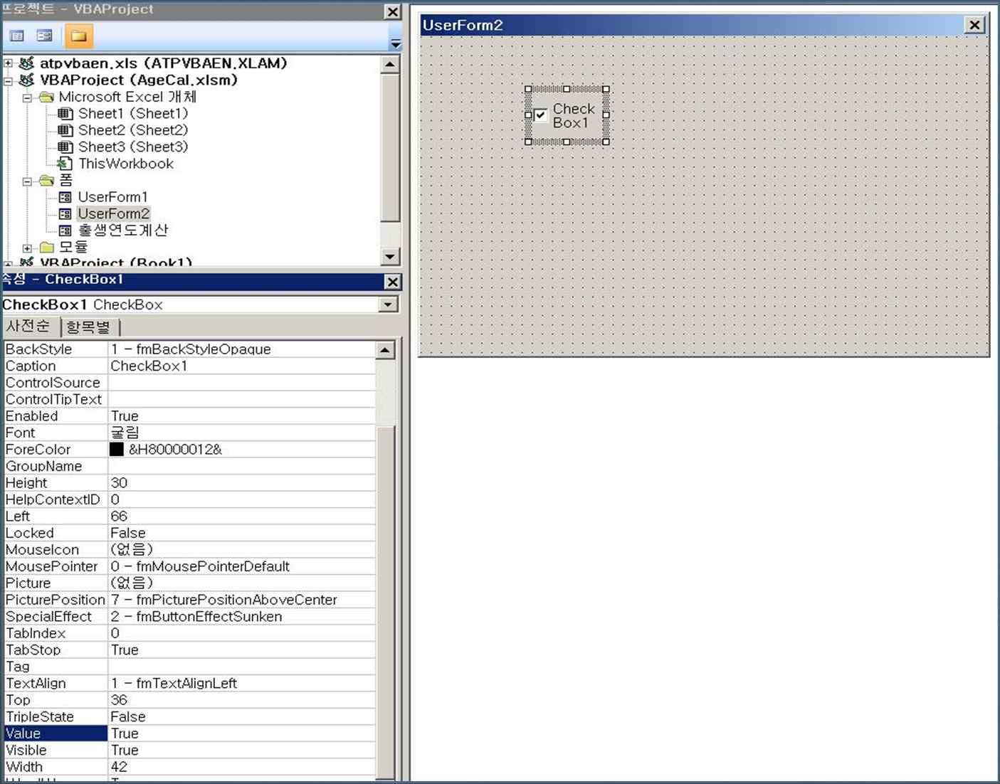 프로젝트 - VBAProject
atpvbaen.xls (ATPVBAEN.XLAM)
VBAProject (AgeCal.xlsm)
Microsoft Excel 개체
Sheet1 (Sheet1)
Sheet2 (Sheet2)
Sheet3 (Sheet3)
ThisWorkbook
폼
UserForm1
UserForm2
출생연도계산
모듈
VBAProject (Book1)
속성 - CheckBox1
CheckBox1 CheckBox
사전순 항목별
BackStyle 1 - fmBackStyleOpaque
Caption CheckBox1
ControlSource
ControlTipText
Enabled True
Font 굴림
ForeColor &H80000012&
GroupName
Height 30
HelpContextID 0
Left 66
Locked False
MouseIcon (없음)
MousePointer 0 - fmMousePointerDefault
Picture (없음)
PicturePosition 7 - fmPicturePositionAboveCenter
SpecialEffect 2 - fmButtonEffectSunken
TabIndex 0
TabStop True
Tag
TextAlign 1 - fmTextAlignLeft
Top 36
TripleState False
Value True
Visible True
Width 42
UserForm2
Check
Box1